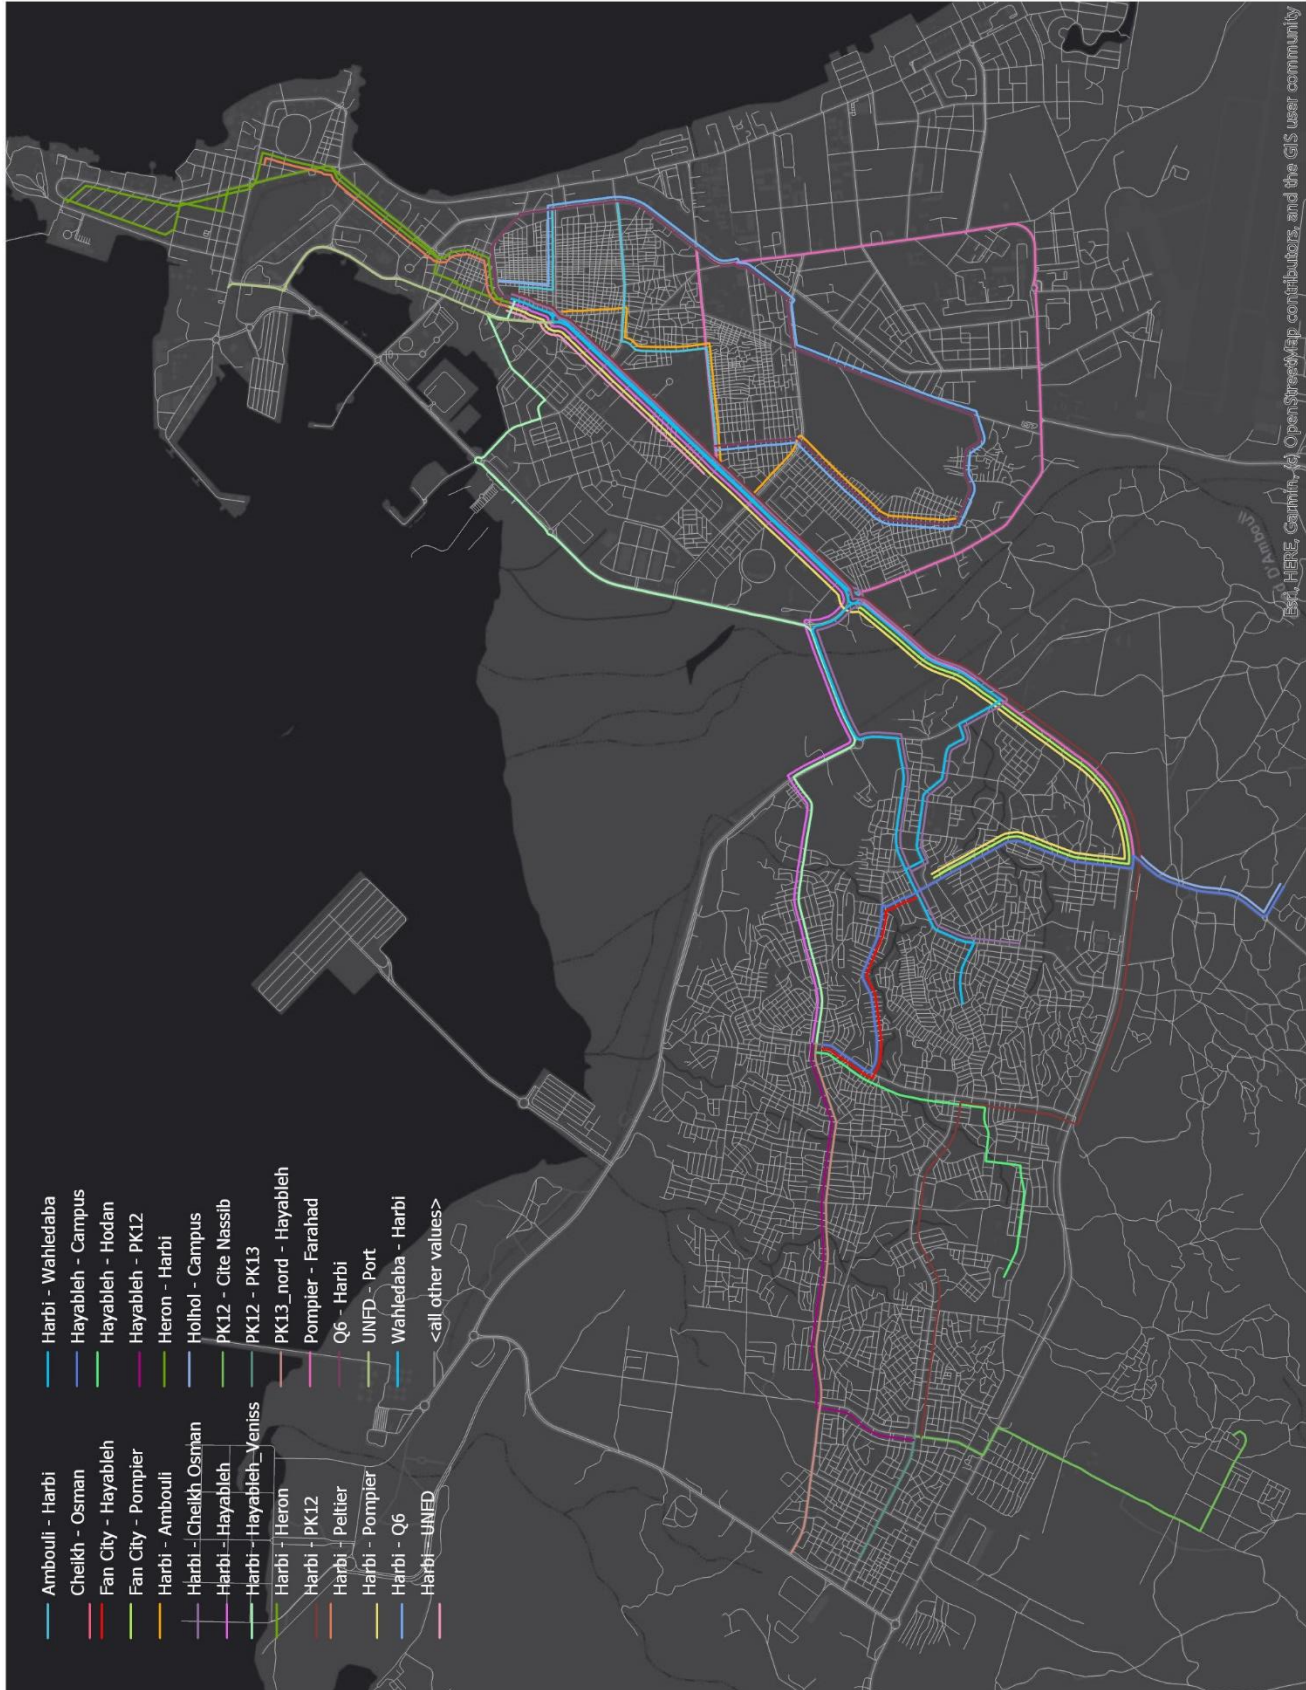 Ambouli - Harbi
Cheikh - Osman
Fan City - Hayableh
Fan City - Pompier
Harbi - Ambouli
Harbi - Cheikh Osman
Harbi - Hayableh
Harbi - Hayableh_Veniss
Harbi - Heron
Harbi - PK12
Harbi - Peltier
Harbi - Pompier
Harbi - Q6
Harbi - UNFD
Harbi - Wahledaba
Hayableh - Campus
Hayableh - Hodan
Hayableh - PK12
Heron - Harbi
Holhol - Campus
PK12 - Cite Nassib
PK12 - PK13
PK13_nord - Hayableh
Pompier - Farahad
Q6 - Harbi
UNFD - Port
Wahledaba - Harbi
<all other values>
d D'Ambouli
Esri, HERE, Garmin, (c) OpenStreetMap contributors, and the GIS user community